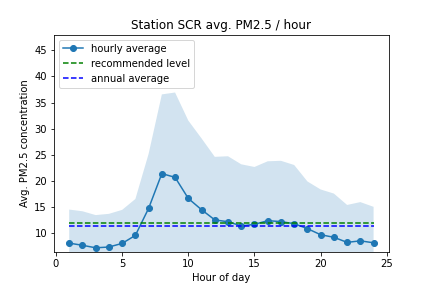 Station SCR avg. PM2.5 / hour
hourly average
recommended level
annual average
Avg. PM2.5 concentration
45
40
35
30
25
20
15
10
0
5
10
15
20
25
Hour of day